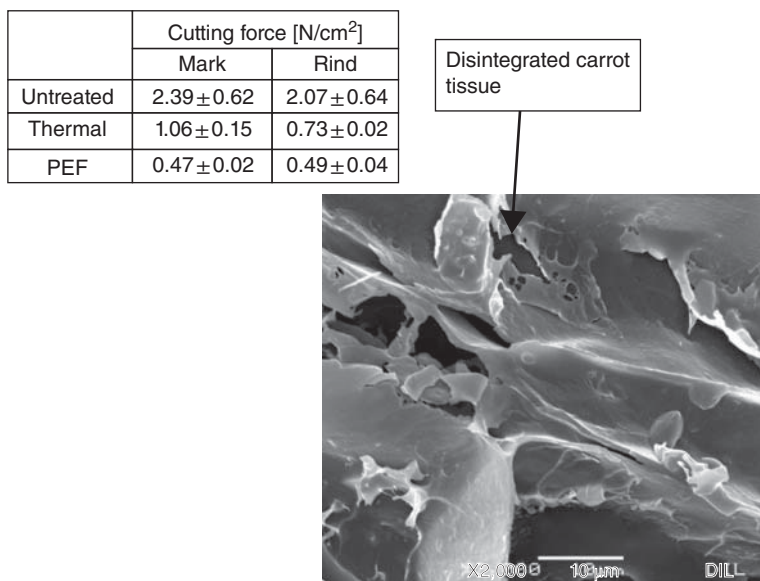 Cutting force [N/cm²]
Mark Rind
Untreated 2.39±0.62 2.07±0.64
Thermal 1.06±0.15 0.73±0.02
PEF 0.47±0.02 0.49±0.04
Disintegrated carrot
tissue
X2,000 10µm DILL